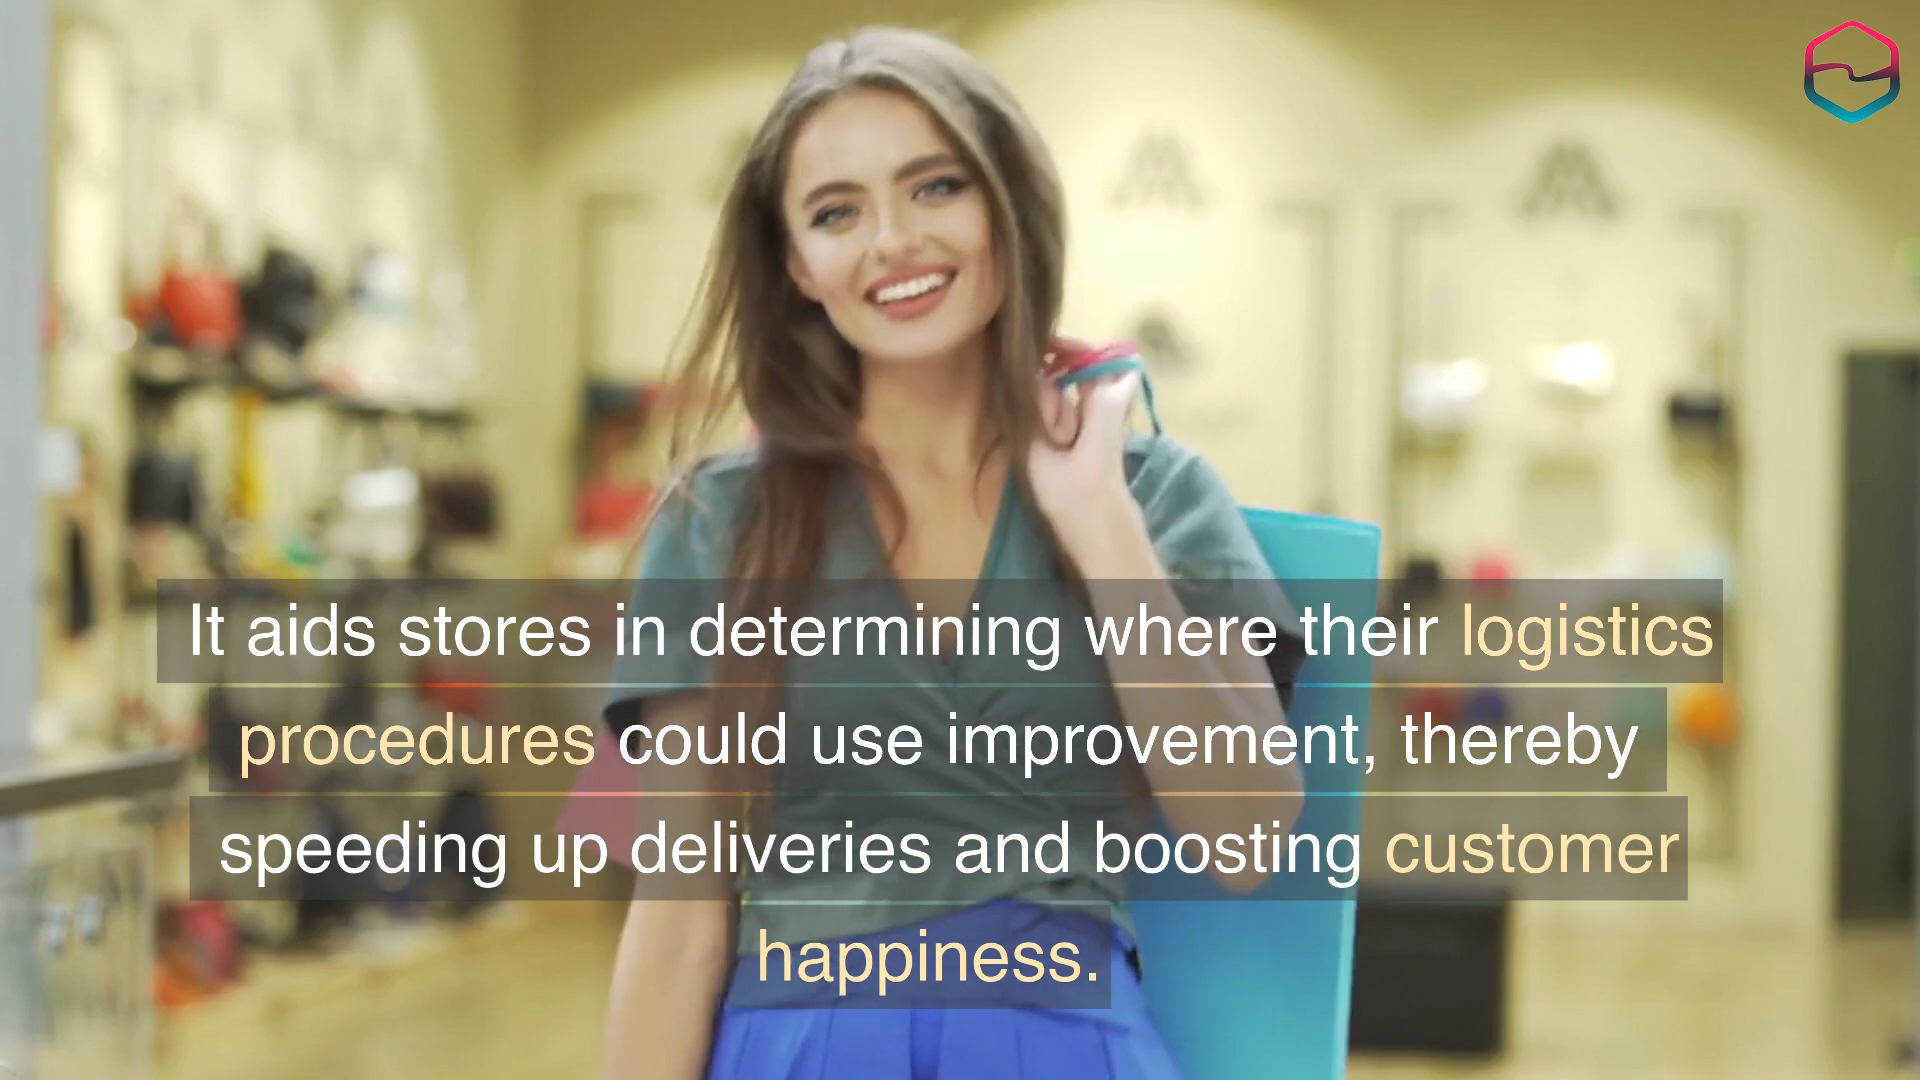 It aids stores in determining where their logistics
procedures could use improvement, thereby
speeding up deliveries and boosting customer
happiness.